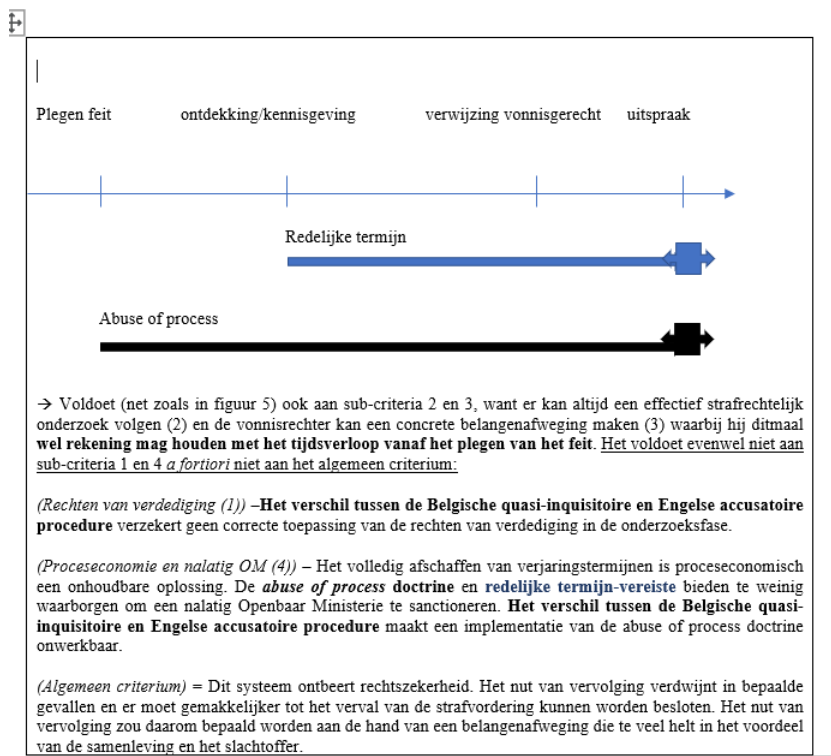 Plegen feit ontdekking/kennisgeving verwijzing vonnisgerecht uitspraak
Redelijke termijn
Abuse of process
→ Voldoet (net zoals in figuur 5) ook aan sub-criteria 2 en 3, want er kan altijd een effectief strafrechtelijk
onderzoek volgen (2) en de vonnisrechter kan een concrete belangenafweging maken (3) waarbij hij ditmaal
wel rekening mag houden met het tijdsverloop vanaf het plegen van het feit. Het voldoet evenwel niet aan
sub-criteria 1 en 4 a fortiori niet aan het algemeen criterium:
(Rechten van verdediging (1)) –Het verschil tussen de Belgische quasi-inquisitoire en Engelse accusatoire
procedure verzekert geen correcte toepassing van de rechten van verdediging in de onderzoeksfase.
(Proceseconomie en nalatig OM (4)) – Het volledig afschaffen van verjaringstermijnen is proceseconomisch
een onhoudbare oplossing. De abuse of process doctrine en redelijke termijn-vereiste bieden te weinig
waarborgen om een nalatig Openbaar Ministerie te sanctioneren. Het verschil tussen de Belgische quasi-
inquisitoire en Engelse accusatoire procedure maakt een implementatie van de abuse of process doctrine
onwerkbaar.
(Algemeen criterium) = Dit systeem ontbeert rechtszekerheid. Het nut van vervolging verdwijnt in bepaalde
gevallen en er moet gemakkelijker tot het verval van de strafvordering kunnen worden besloten. Het nut van
vervolging zou daarom bepaald worden aan de hand van een belangenafweging die te veel helt in het voordeel
van de samenleving en het slachtoffer.